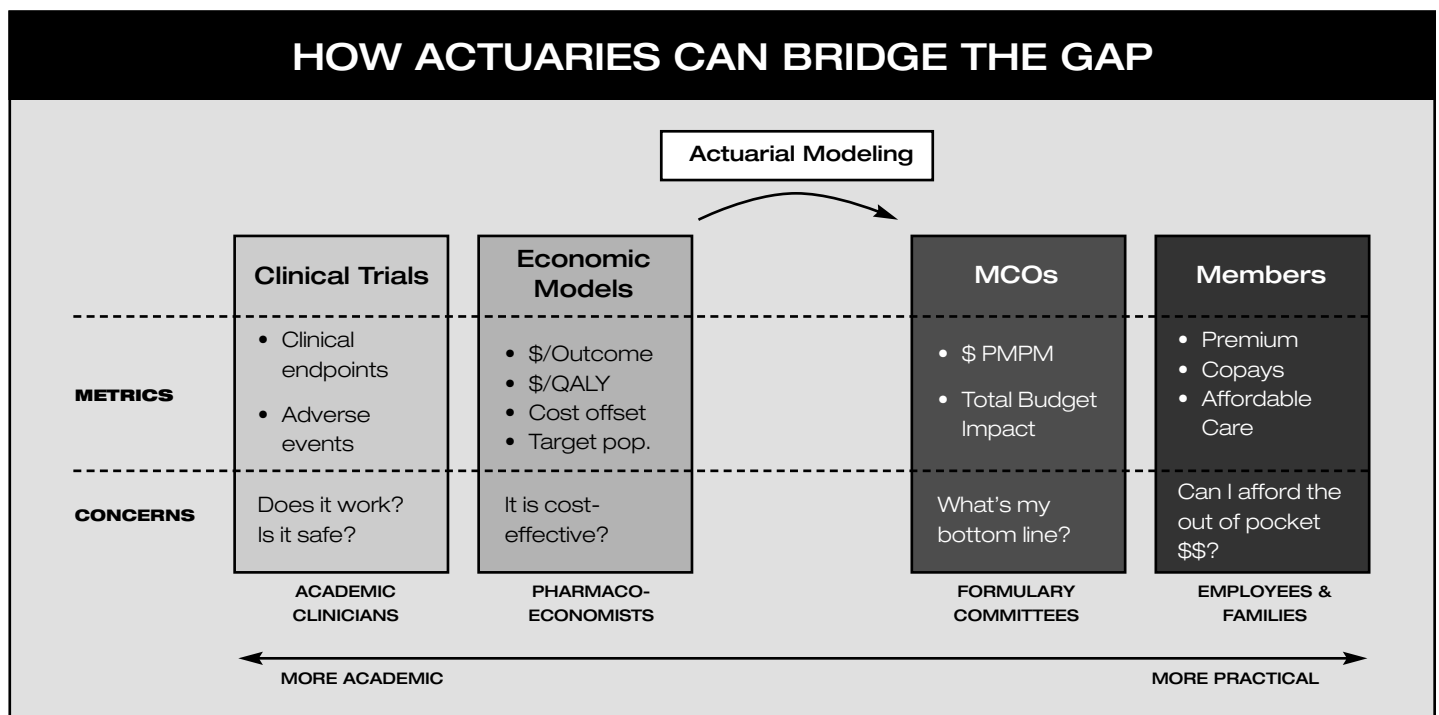 HOW ACTUARIES CAN BRIDGE THE GAP
Actuarial Modeling
Clinical Trials
Economic
Models
MCOs
Members
METRICS
• Clinical
endpoints
• Adverse
events
• $/Outcome
• $/QALY
• Cost offset
• Target pop.
• $ PMPM
• Total Budget
Impact
• Premium
• Copays
• Affordable
Care
CONCERNS
Does it work?
Is it safe?
It is cost-
effective?
What's my
bottom line?
Can I afford the
out of pocket
$$?
ACADEMIC
CLINICIANS
PHARMACO-
ECONOMISTS
FORMULARY
COMMITTEES
EMPLOYEES &
FAMILIES
MORE ACADEMIC
MORE PRACTICAL